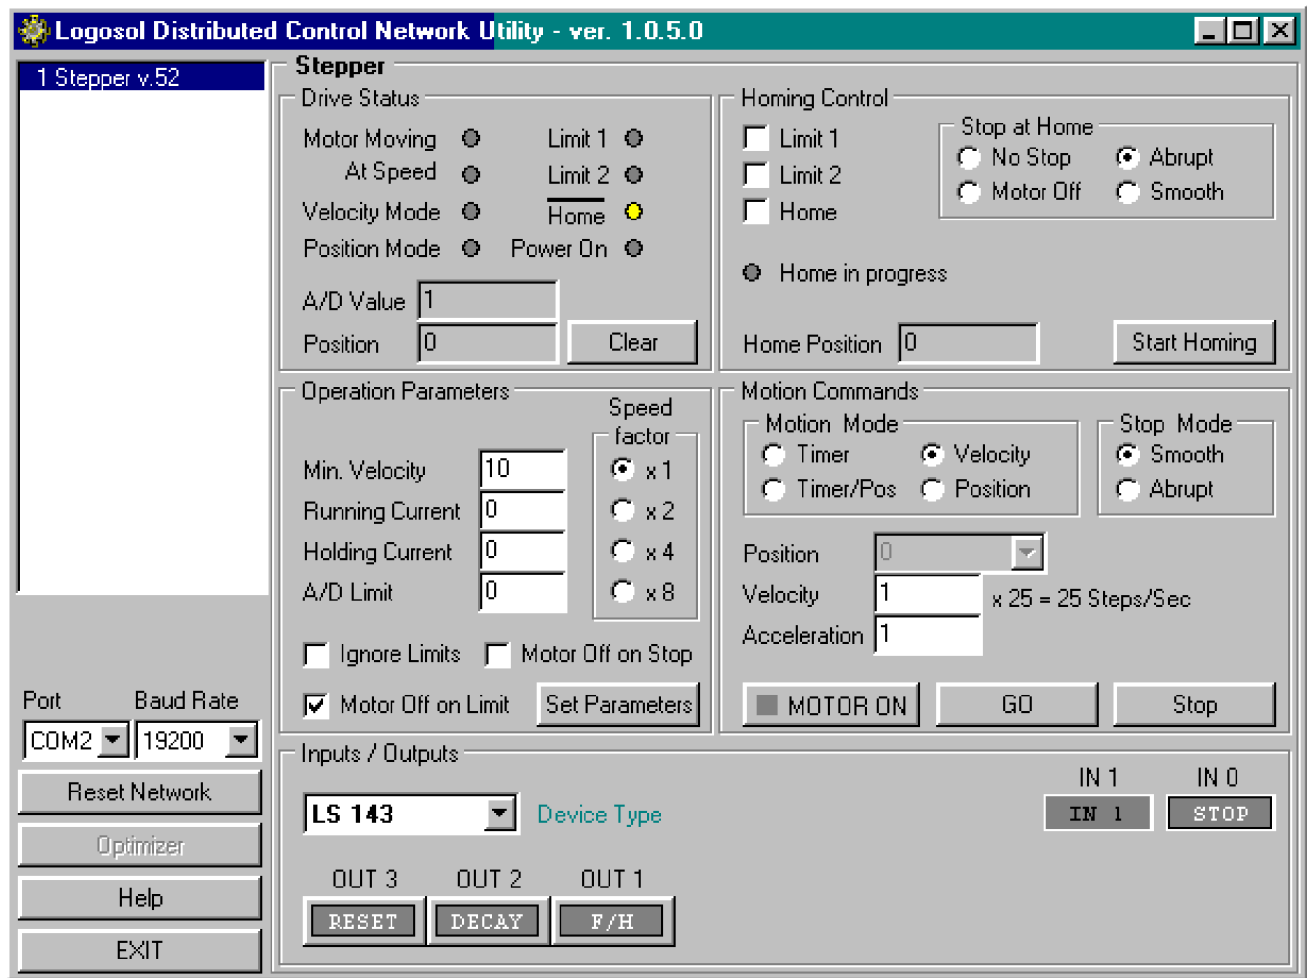 Logosol Distributed Control Network Utility - ver. 1.0.5.0
1 Stepper v.52
Stepper
Drive Status
Motor Moving
Limit 1
At Speed
Limit 2
Velocity Mode
Home
Position Mode
Power On
A/D Value 1
Position 0
Clear
Homing Control
Limit 1
Limit 2
Home
Stop at Home
No Stop
Abrupt
Motor Off
Smooth
Home in progress
Home Position 0
Start Homing
Operation Parameters
Speed
factor
Min. Velocity 10
x 1
Running Current 0
x 2
Holding Current 0
x 4
A/D Limit 0
x 8
Ignore Limits
Motor Off on Stop
Motor Off on Limit
Set Parameters
Motion Commands
Motion Mode
Timer
Velocity
Timer/Pos
Position
Stop Mode
Smooth
Abrupt
Position 0
Velocity 1 x 25 = 25 Steps/Sec
Acceleration 1
MOTOR ON
GO
Stop
Port
Baud Rate
COM2
19200
Reset Network
Optimizer
Help
EXIT
Inputs / Outputs
LS 143
Device Type
IN 1
IN 0
IN 1
STOP
OUT 3
OUT 2
OUT 1
RESET
DECAY
F/H